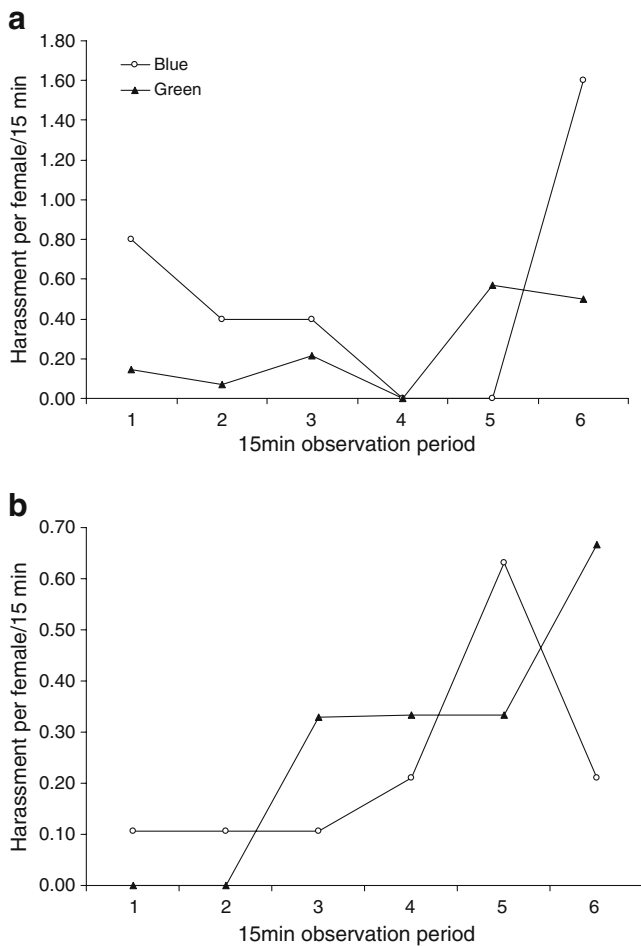 a
1.80
1.60
1.40
1.20
1.00
0.80
0.60
0.40
0.20
0.00
Harassment per female/15 min
Blue
Green
1 2 3 4 5 6
15min observation period
b
0.70
0.60
0.50
0.40
0.30
0.20
0.10
0.00
Harassment per female/15 min
1 2 3 4 5 6
15min observation period